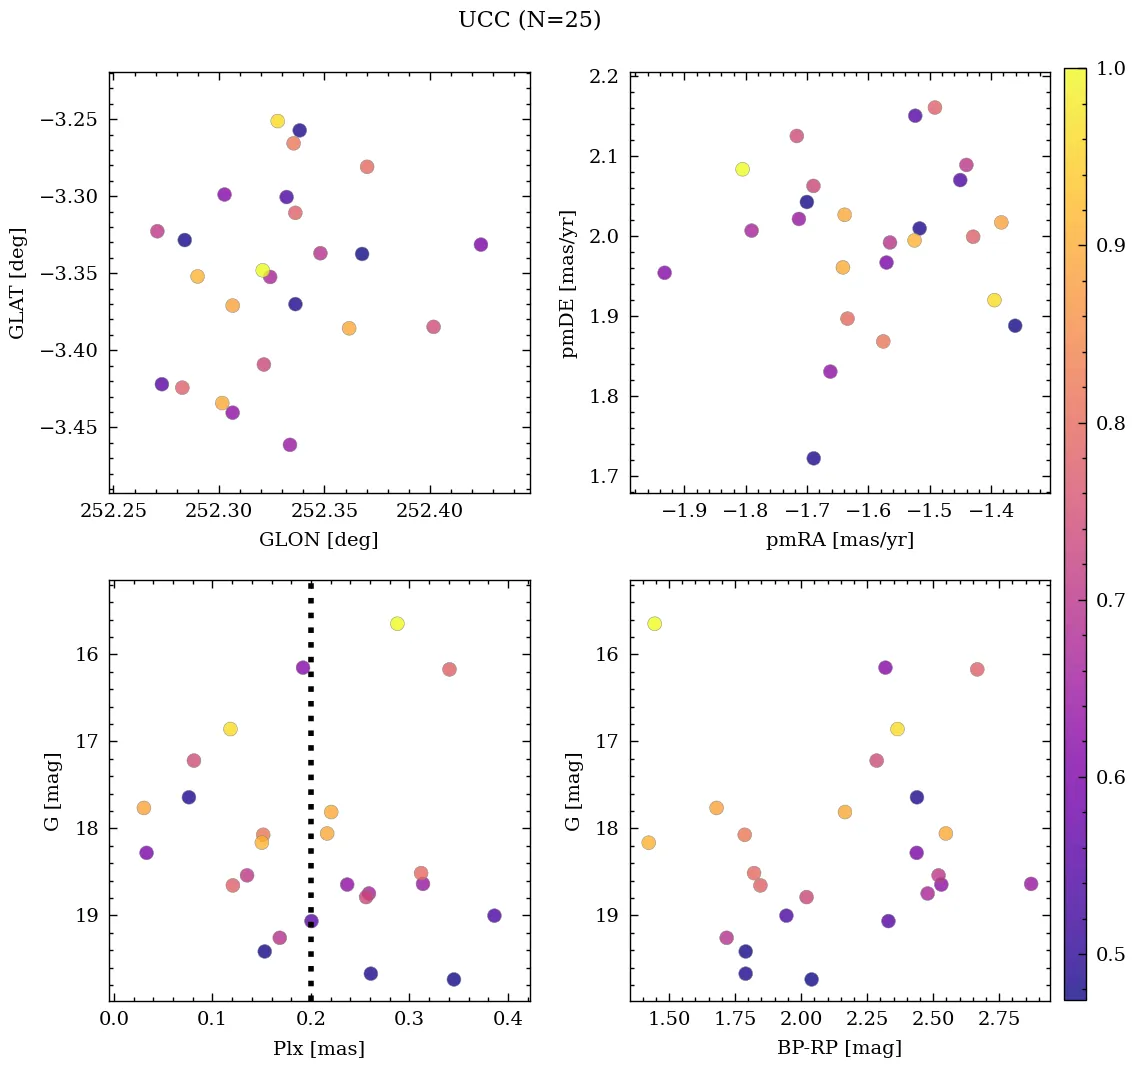 UCC (N=25)
−3.25
−3.30
−3.35
−3.40
−3.45
GLAT [deg]
252.25 252.30 252.35 252.40
GLON [deg]
2.2
2.1
2.0
1.9
1.8
1.7
pmDE [mas/yr]
−1.9 −1.8 −1.7 −1.6 −1.5 −1.4
pmRA [mas/yr]
16
17
18
19
G [mag]
0.0 0.1 0.2 0.3 0.4
Plx [mas]
16
17
18
19
G [mag]
1.50 1.75 2.00 2.25 2.50 2.75
BP-RP [mag]
1.0
0.9
0.8
0.7
0.6
0.5